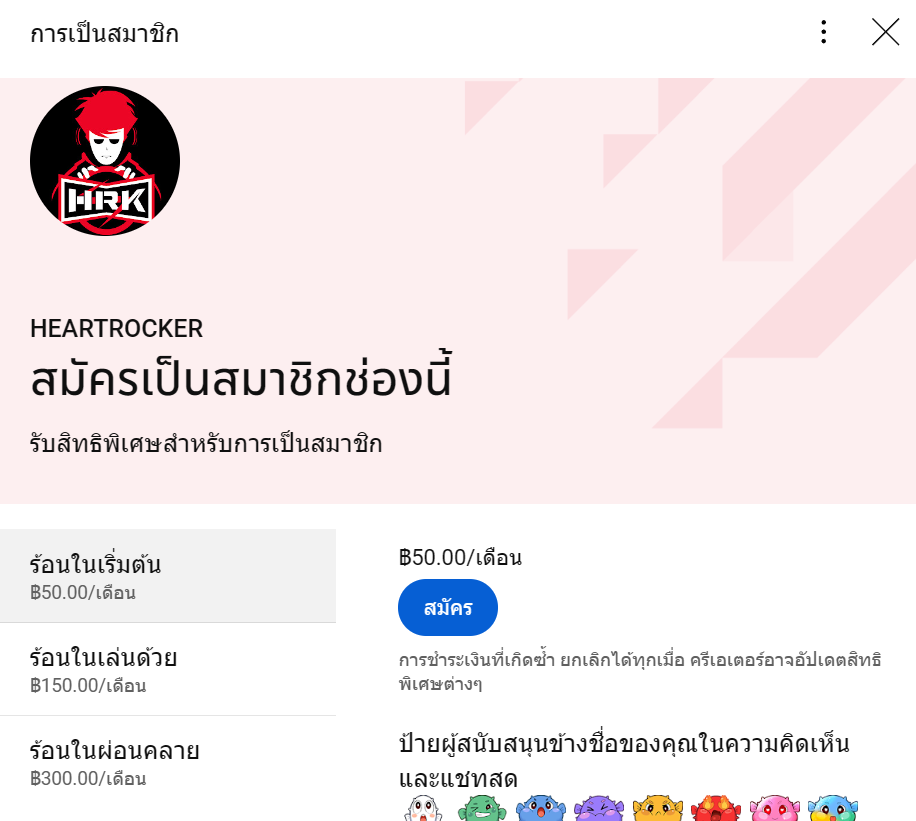 การเป็นสมาชิก
HRK
HEARTROCKER
สมัครเป็นสมาชิกช่องนี้
รับสิทธิพิเศษสำหรับการเป็นสมาชิก
ร้อนในเริ่มต้น
฿50.00/เดือน
ร้อนในเล่นด้วย
฿150.00/เดือน
ร้อนในผ่อนคลาย
฿300.00/เดือน
฿50.00/เดือน
สมัคร
การชำระเงินที่เกิดซ้ำ ยกเลิกได้ทุกเมื่อ ครีเอเตอร์อาจอัปเดตสิทธิ
พิเศษต่างๆ
ป้ายผู้สนับสนุนข้างชื่อของคุณในความคิดเห็น
และแชทสด